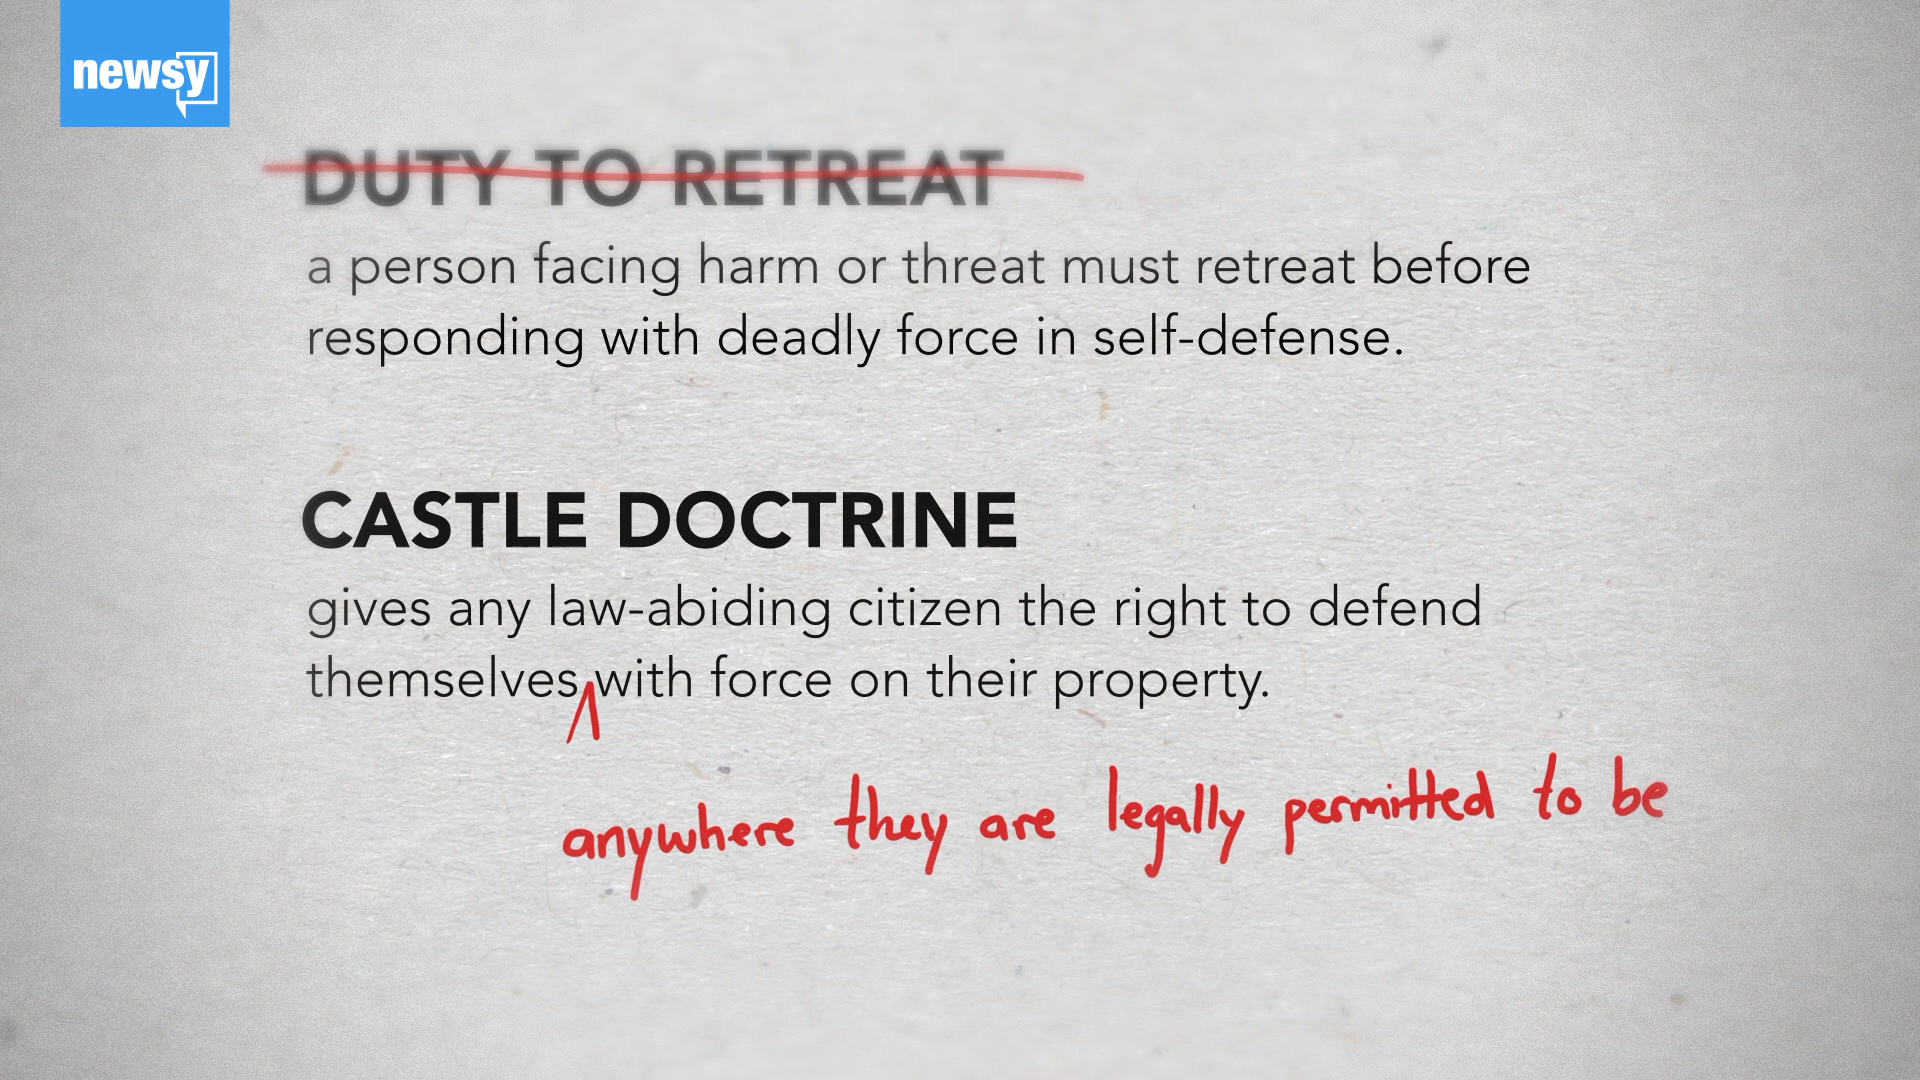 newsy
DUTY TO RETREAT
a person facing harm or threat must retreat before
responding with deadly force in self-defense.
CASTLE DOCTRINE
gives any law-abiding citizen the right to defend
themselves with force on their property.
anywhere they are legally permitted to be